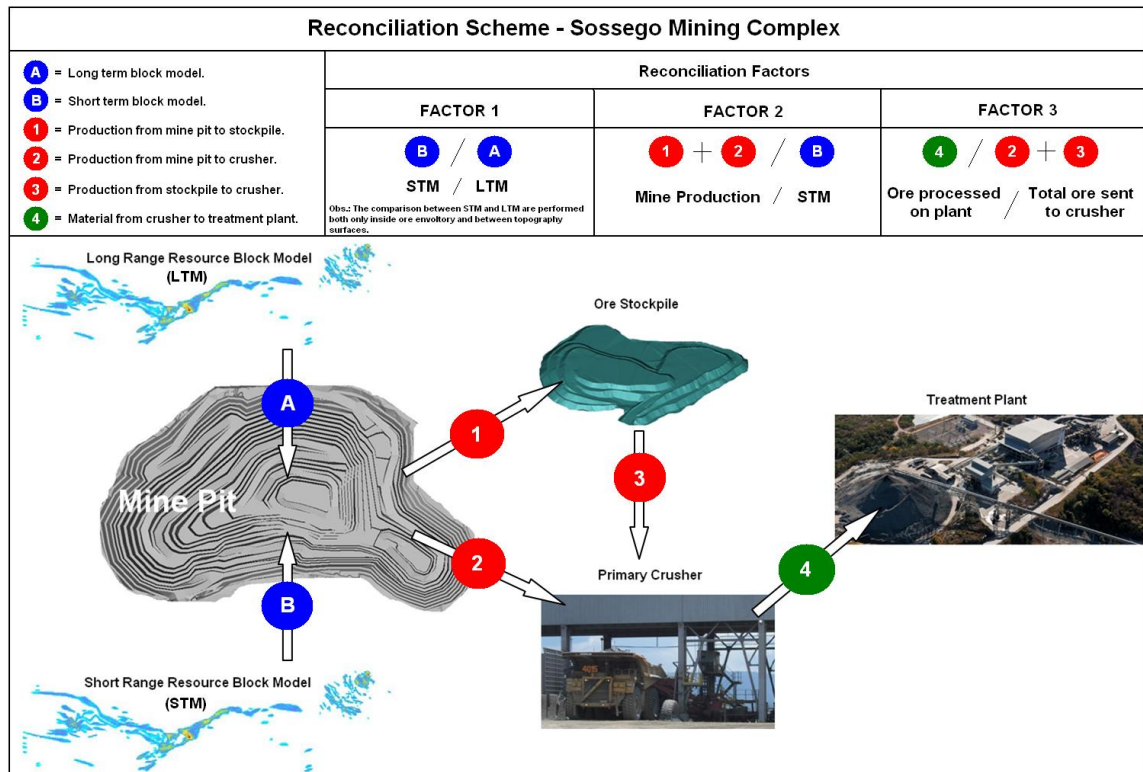 Reconciliation Scheme - Sossego Mining Complex
A = Long term block model.
B = Short term block model.
1 = Production from mine pit to stockpile.
2 = Production from mine pit to crusher.
3 = Production from stockpile to crusher.
4 = Material from crusher to treatment plant.
Reconciliation Factors
FACTOR 1
B / A
STM / LTM
Obs.: The comparison between STM and LTM are performed
both only inside ore envoltory and between topography
surfaces.
FACTOR 2
1 + 2 / B
Mine Production / STM
FACTOR 3
4 / 2 + 3
Ore processed / Total ore sent
on plant to crusher
Long Range Resource Block Model
(LTM)
Ore Stockpile
A
1
Treatment Plant
Mine Pit
3
2
Primary Crusher
4
B
4015
Short Range Resource Block Model
(STM)